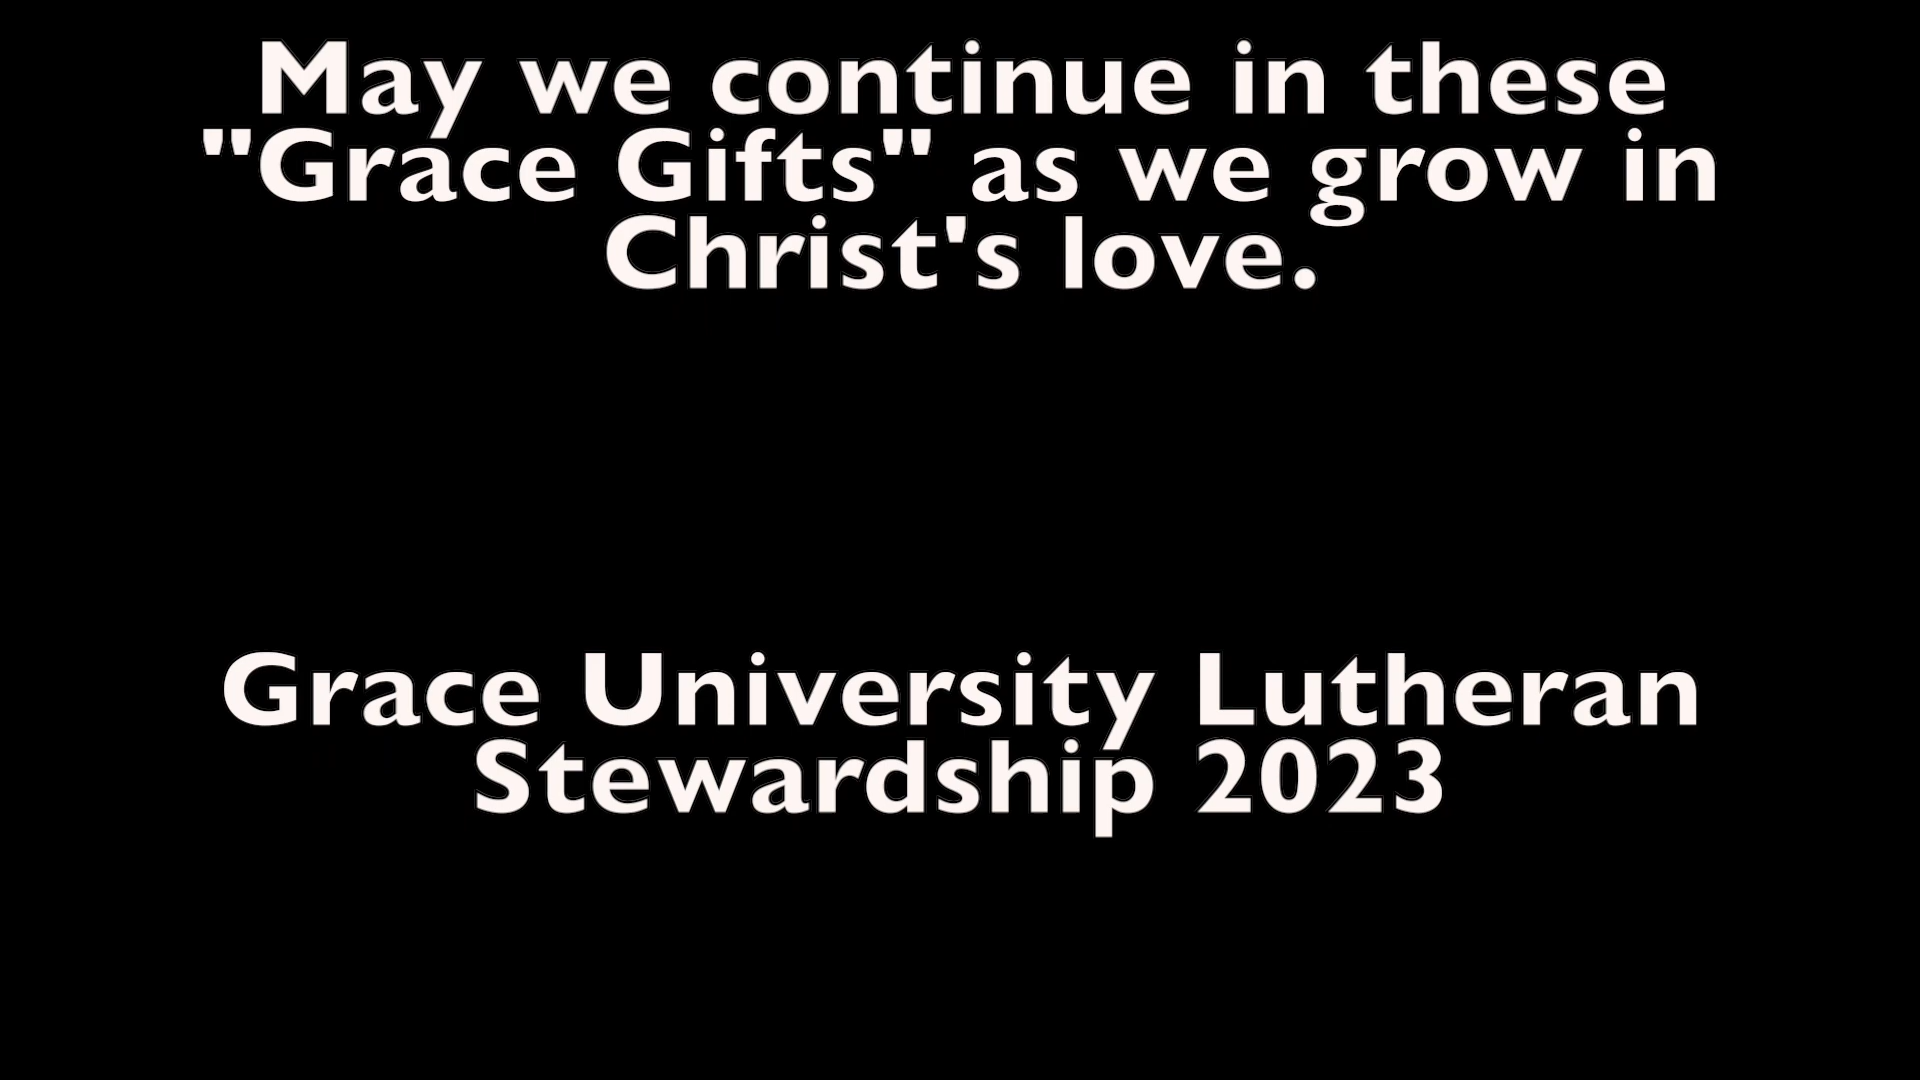 May we continue in these
"Grace Gifts" as we grow in
Christ's love.
Grace University Lutheran
Stewardship 2023